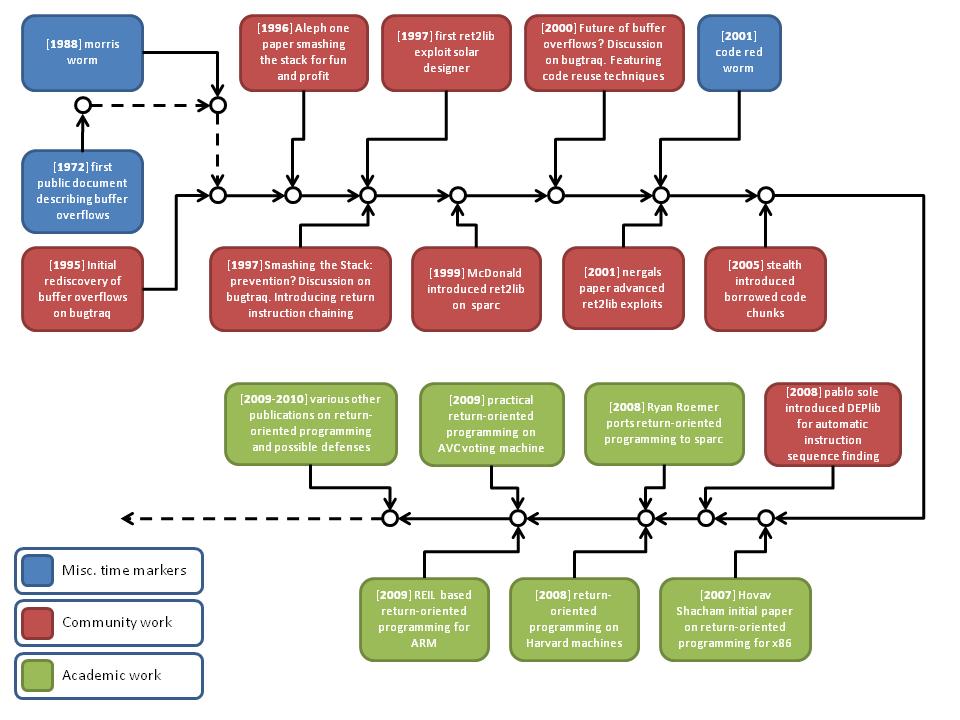 [1988] morris
worm
[1996] Aleph one
paper smashing
the stack for fun
and profit
[1997] first ret2lib
exploit solar
designer
[2000] Future of buffer
overflows? Discussion
on bugtraq. Featuring
code reuse techniques
[2001]
code red
worm
[1972] first
public document
describing buffer
overflows
[1995] Initial
rediscovery of
buffer overflows
on bugtraq
[1997] Smashing the Stack:
prevention? Discussion on
bugtraq. Introducing return
instruction chaining
[1999] McDonald
introduced ret2lib
on sparc
[2001] nergals
paper advanced
ret2lib exploits
[2005] stealth
introduced
borrowed code
chunks
[2009-2010] various other
publications on return-
oriented programming
and possible defenses
[2009] practical
return-oriented
programming on
AVC voting machine
[2008] Ryan Roemer
ports return-oriented
programming to sparc
[2008] pablo sole
introduced DEPlib
for automatic
instruction
sequence finding
[2009] REIL based
return-oriented
programming for
ARM
[2008] return-
oriented
programming on
Harvard machines
[2007] Hovav
Shacham initial paper
on return-oriented
programming for x86
Misc. time markers
Community work
Academic work